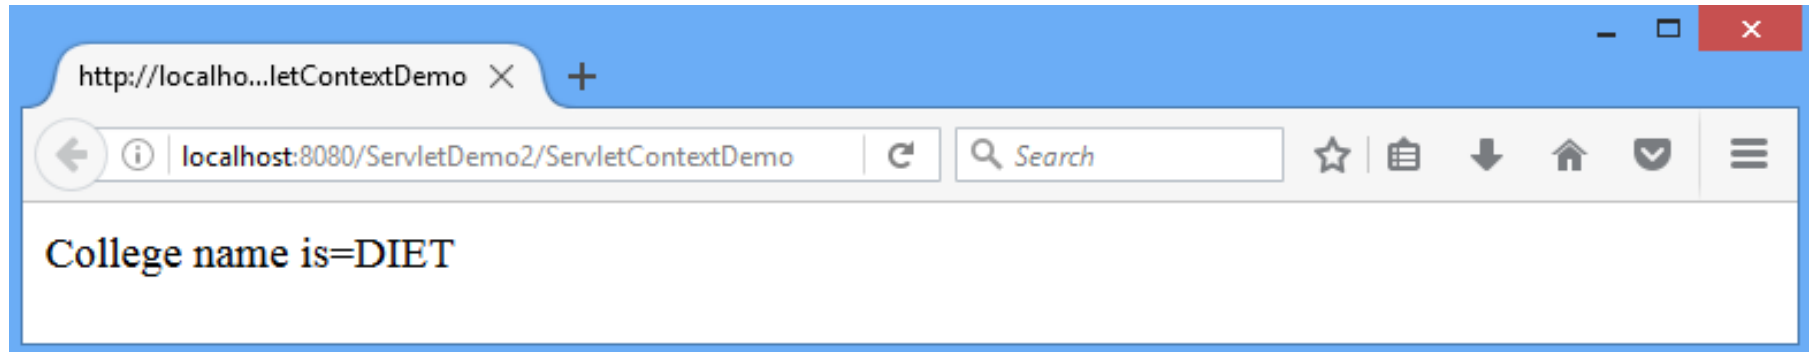 http://localho...letContextDemo
localhost:8080/ServletDemo2/ServletContextDemo
Search
College name is=DIET